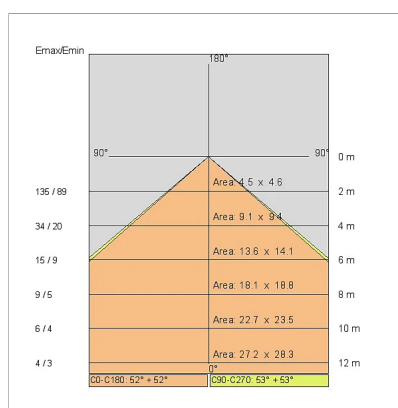 Emax/Emin
180°
90° 90° 0 m
135 / 89 Area: 4.5 x 4.6 2 m
34 / 20 Area: 9.1 x 9.4 4 m
15 / 9 Area: 13.6 x 14.1 6 m
9 / 5 Area: 18.1 x 18.8 8 m
6 / 4 Area: 22.7 x 23.5 10 m
4 / 3 Area: 27.2 x 28.3 12 m
0°
C0-C180: 52° + 52° C90-C270: 53° + 53°